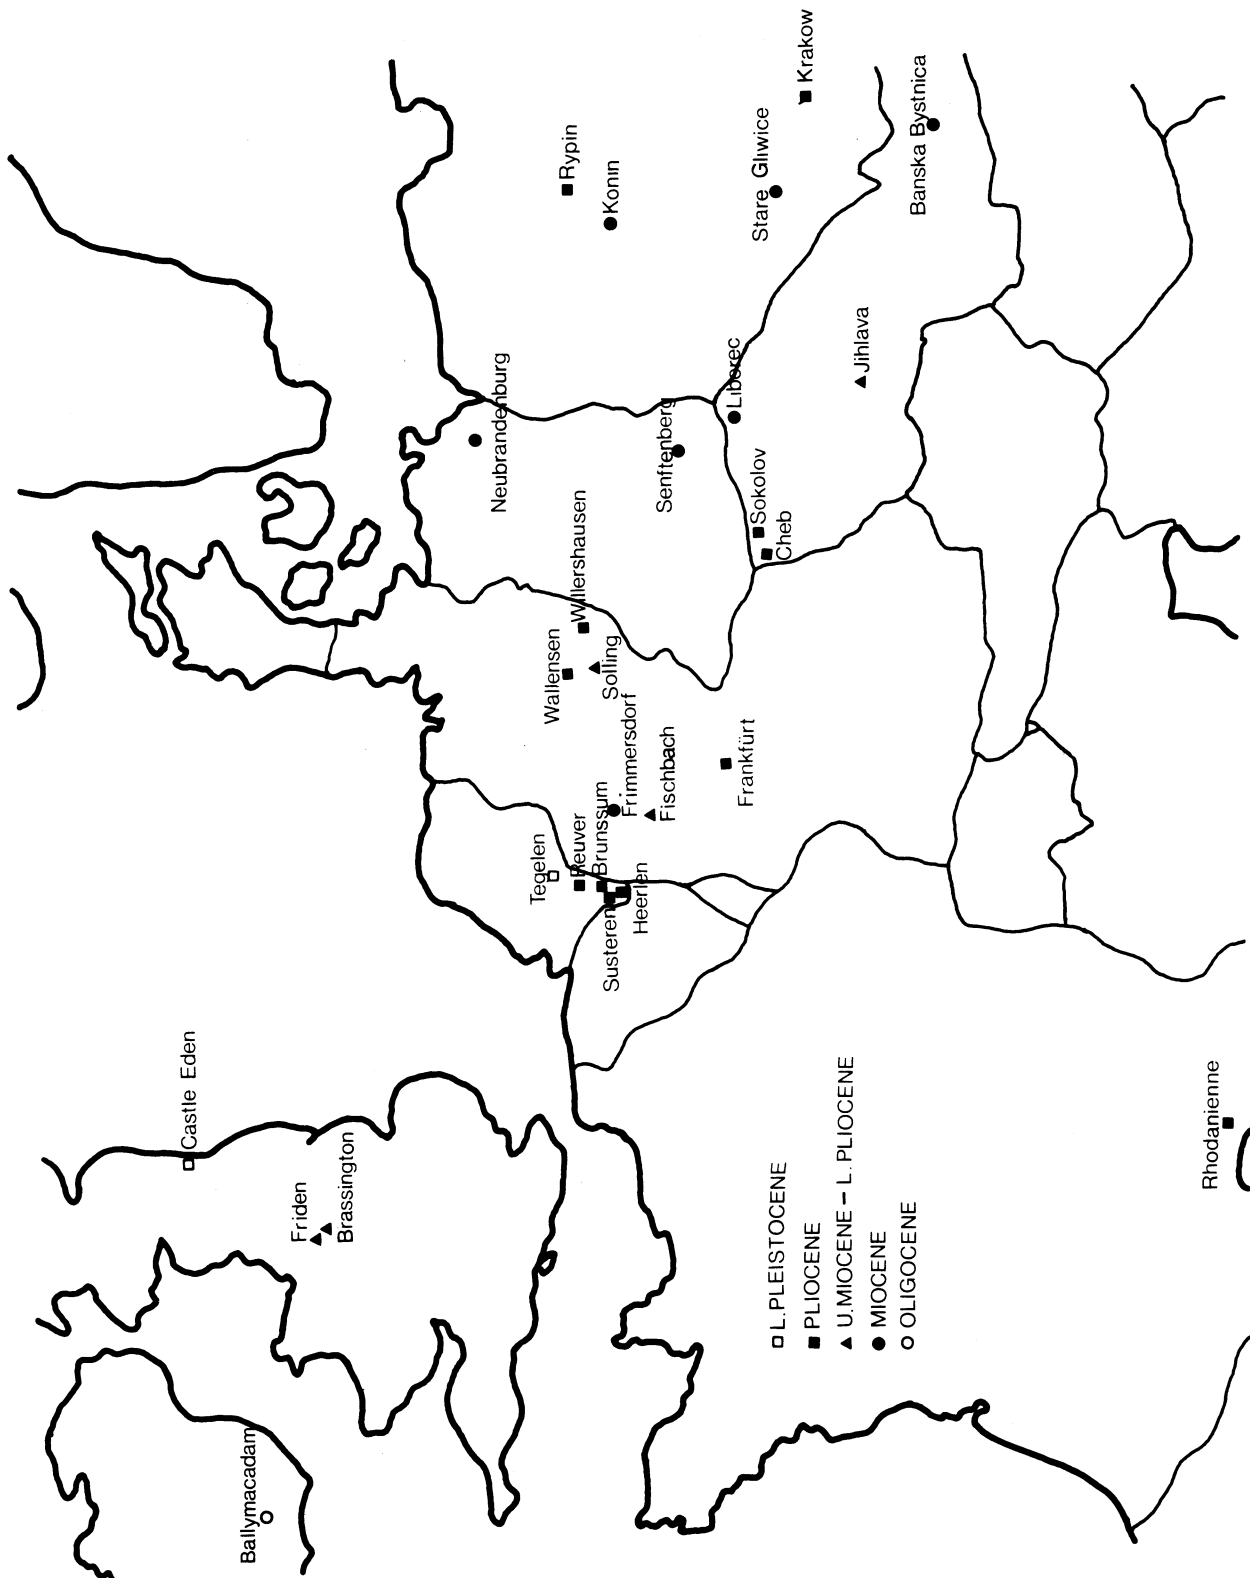 Ballymacadam
Castle Eden
Friden
Brassington
Tegelen
Reuver
Brunssum
Susteren
Heerlen
Frimmersdorf
Fischbach
Wallensen
Willershausen
Solling
Frankfürt
Neubrandenburg
Senftenberg
Liberec
Sokolov
Cheb
Jihlava
Rypin
Konin
Stare Gliwice
Krakow
Banska Bystnica
Rhodanienne
L.PLEISTOCENE
PLIOCENE
U.MIOCENE – L.PLIOCENE
MIOCENE
OLIGOCENE